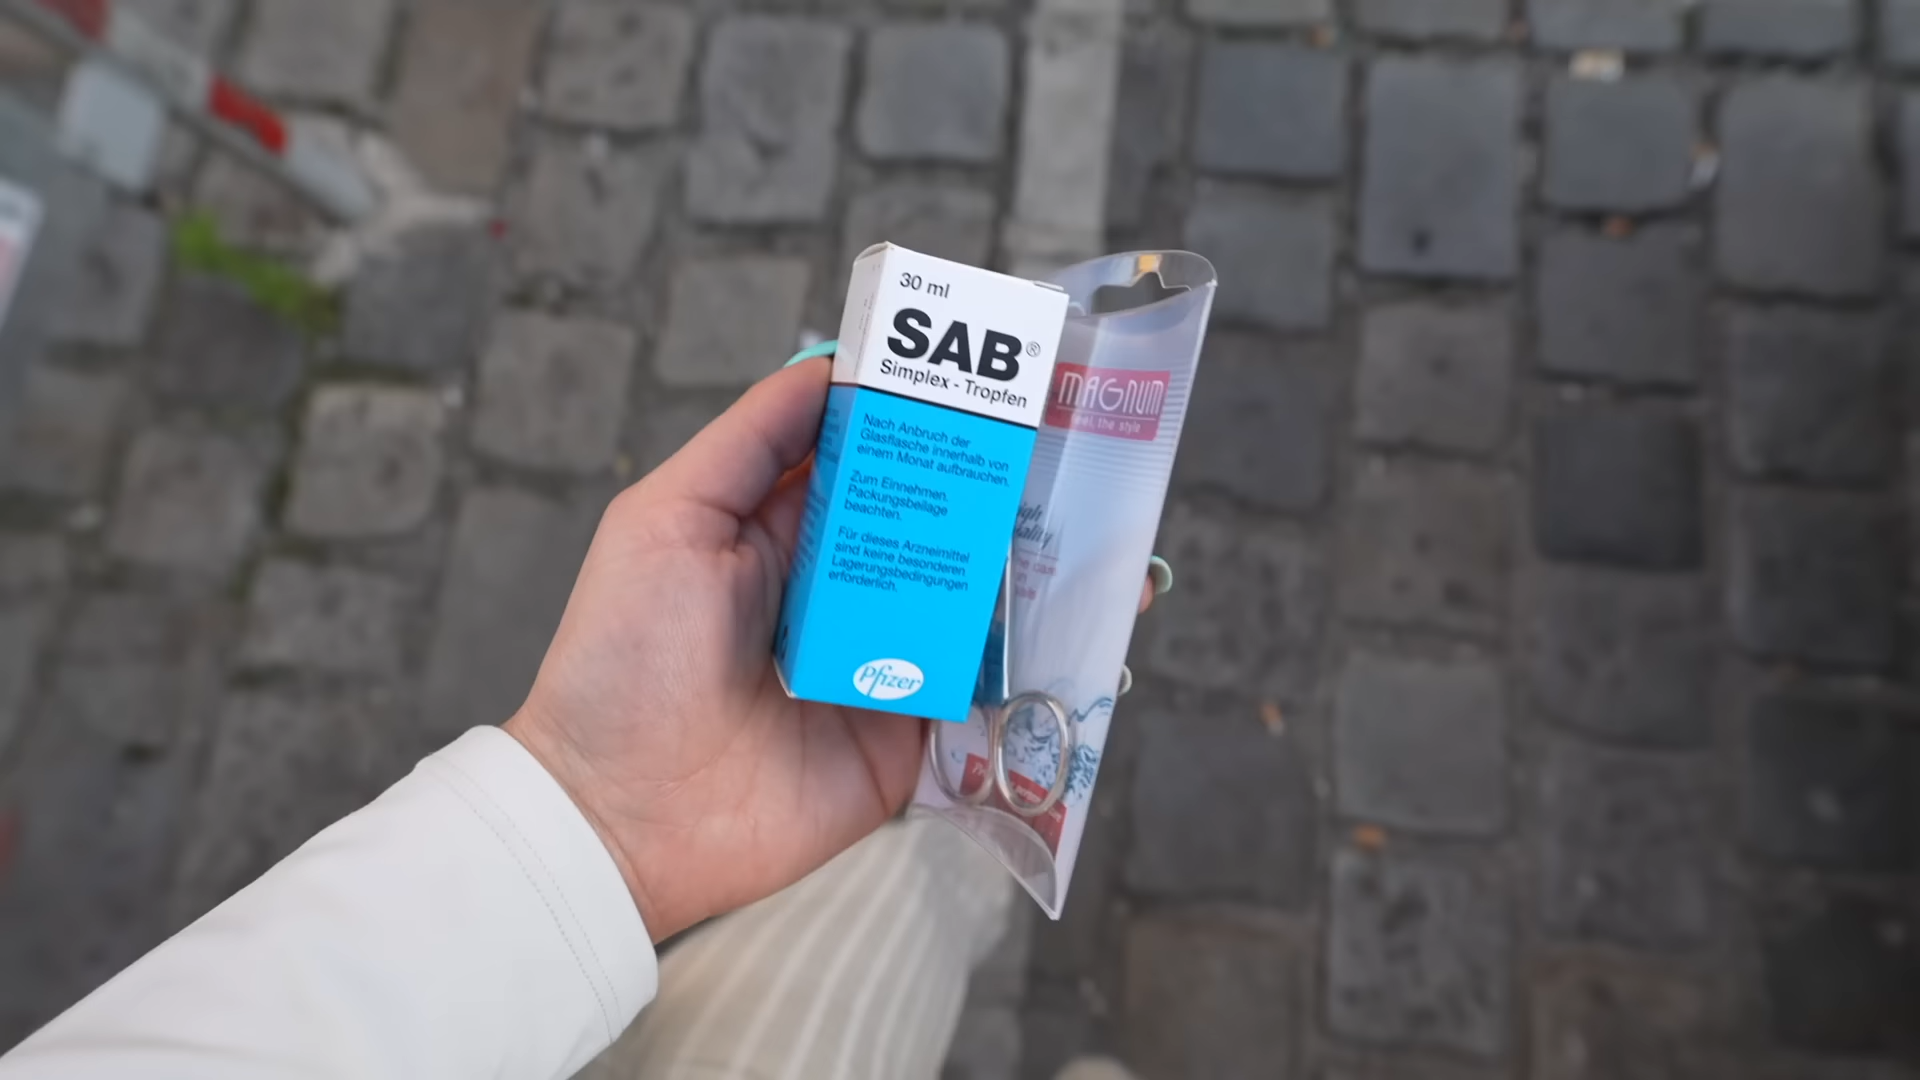 30 ml
SAB®
Simplex - Tropfen
Nach Anbruch der
Glasflasche innerhalb von
einem Monat aufbrauchen.
Zum Einnehmen.
Packungsbeilage
beachten.
Für dieses Arzneimittel
sind keine besonderen
Lagerungsbedingungen
erforderlich.
Pfizer
MAGNUM
feel, the style